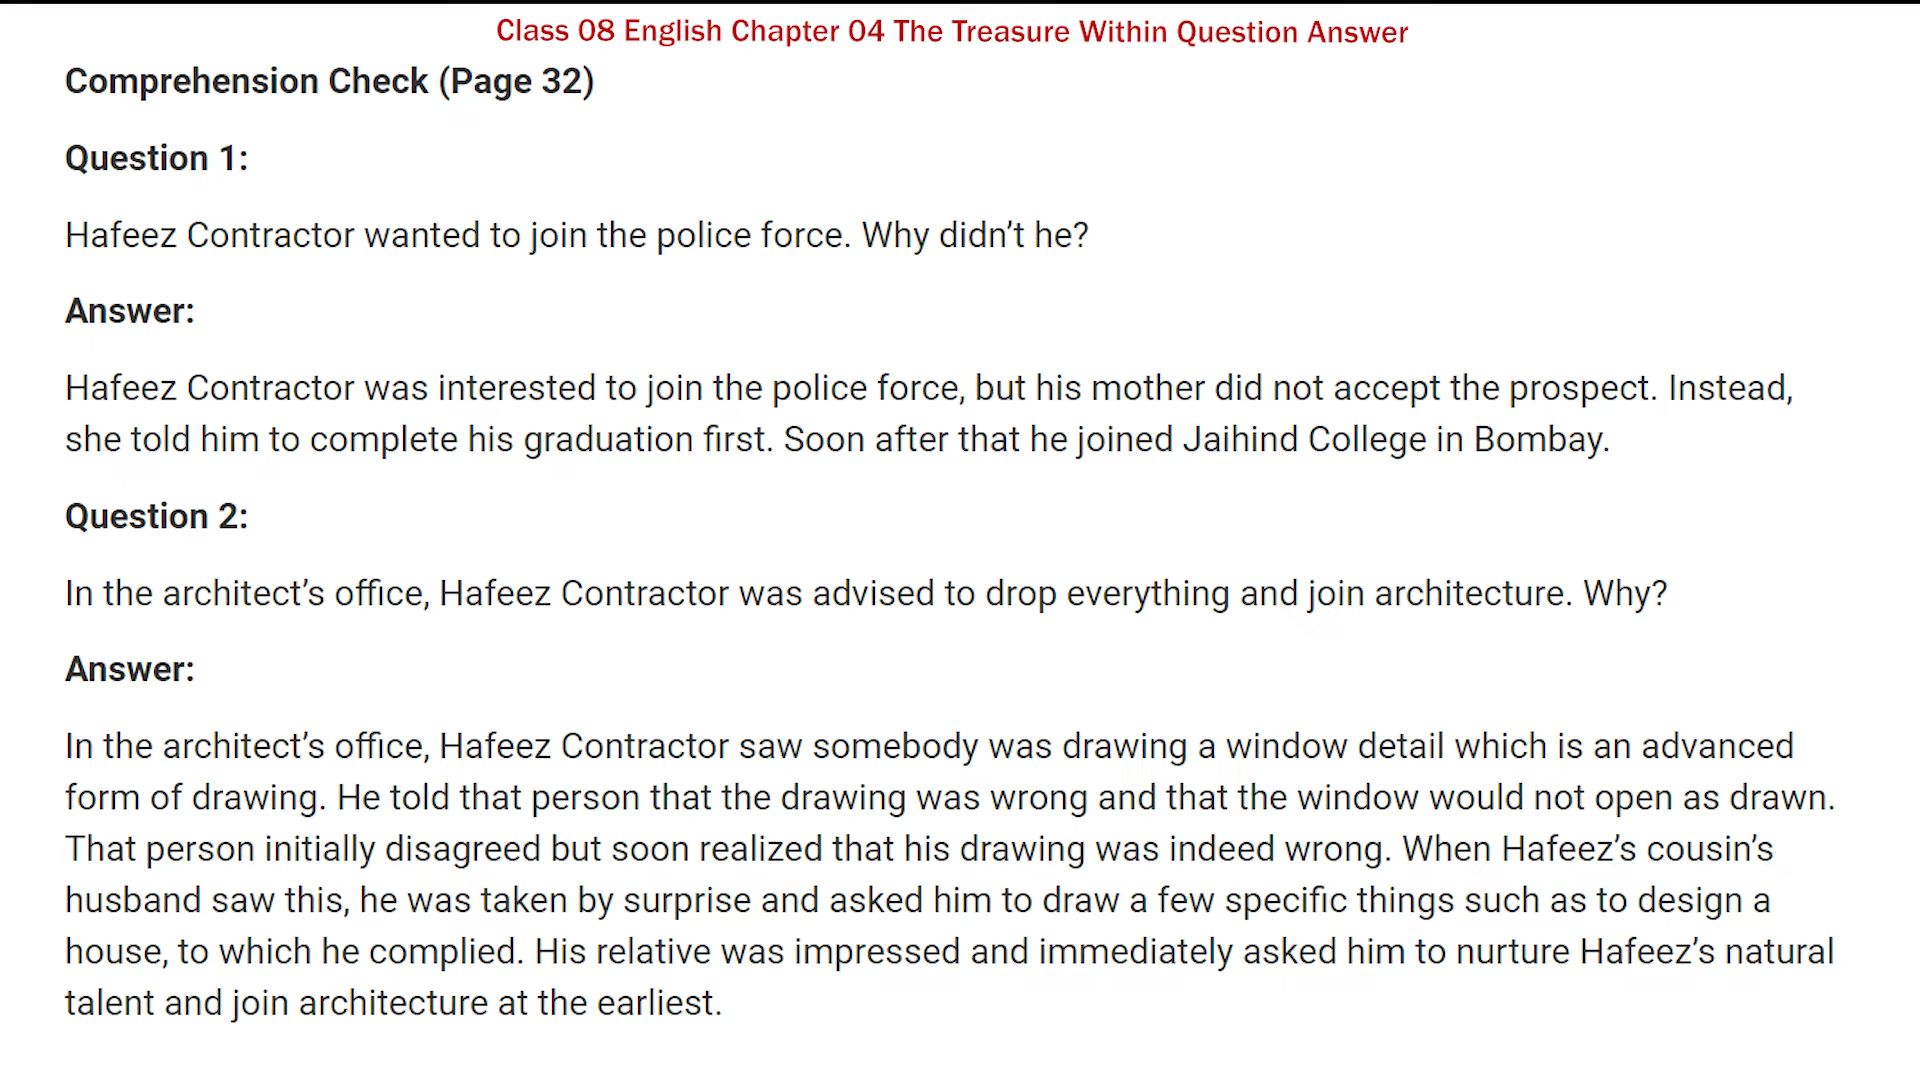 Class 08 English Chapter 04 The Treasure Within Question Answer
Comprehension Check (Page 32)
Question 1:
Hafeez Contractor wanted to join the police force. Why didn’t he?
Answer:
Hafeez Contractor was interested to join the police force, but his mother did not accept the prospect. Instead,
she told him to complete his graduation first. Soon after that he joined Jaihind College in Bombay.
Question 2:
In the architect’s office, Hafeez Contractor was advised to drop everything and join architecture. Why?
Answer:
In the architect’s office, Hafeez Contractor saw somebody was drawing a window detail which is an advanced
form of drawing. He told that person that the drawing was wrong and that the window would not open as drawn.
That person initially disagreed but soon realized that his drawing was indeed wrong. When Hafeez’s cousin’s
husband saw this, he was taken by surprise and asked him to draw a few specific things such as to design a
house, to which he complied. His relative was impressed and immediately asked him to nurture Hafeez’s natural
talent and join architecture at the earliest.